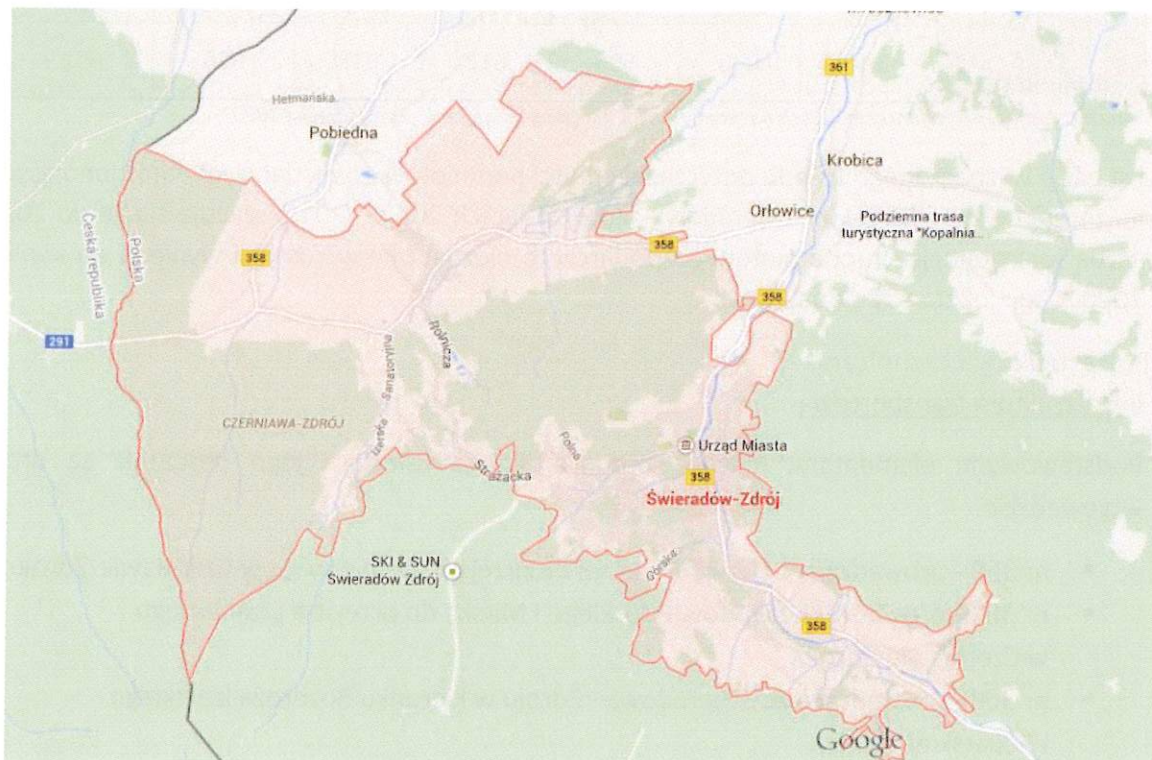 361
Hetmańska
Pobiedna
Krobica
Orłowice
Podziemna trasa
turystyczna "Kopalnia...
Česka republika
Polska
358
358
358
291
Rolnicza
Sanatoryjna
CZERNIAWA-ZDRÓJ
Polna
Urząd Miasta
Strażacka
358
Świeradów-Zdrój
SKI & SUN
Świeradów Zdrój
Górska
358
Google